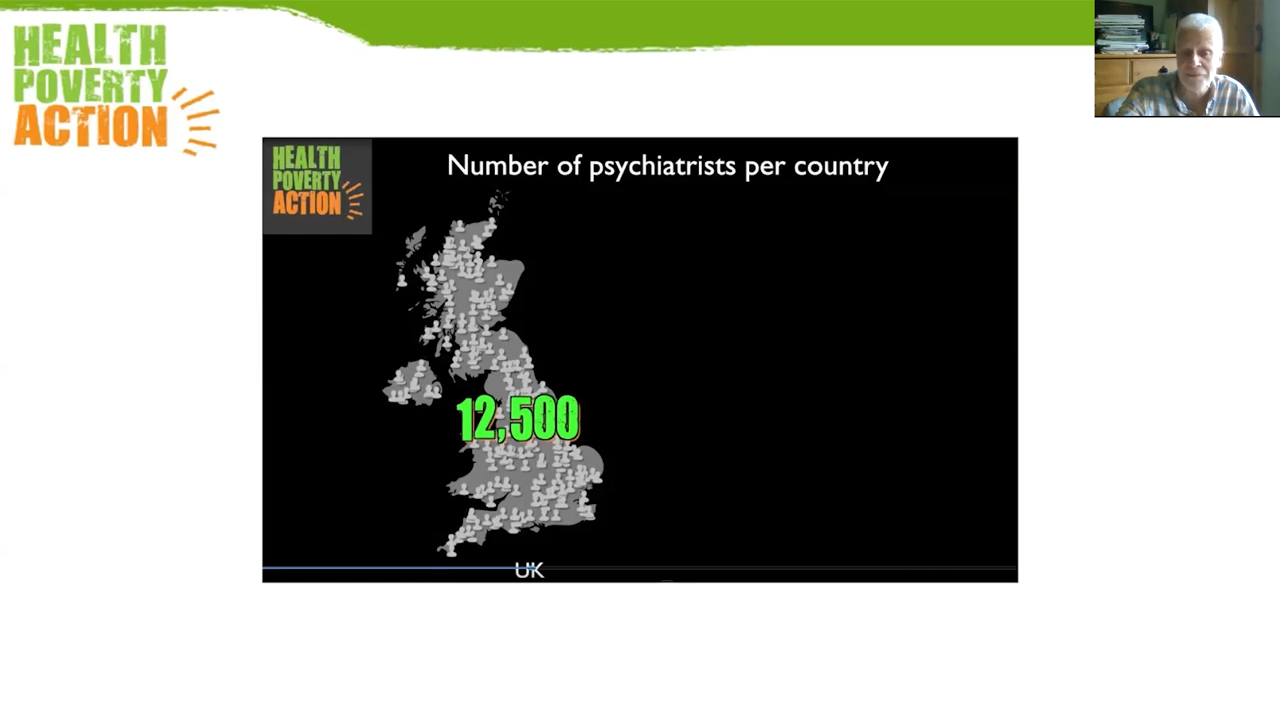 HEALTH
POVERTY
ACTION
HEALTH
POVERTY
ACTION
Number of psychiatrists per country
12,500
UK